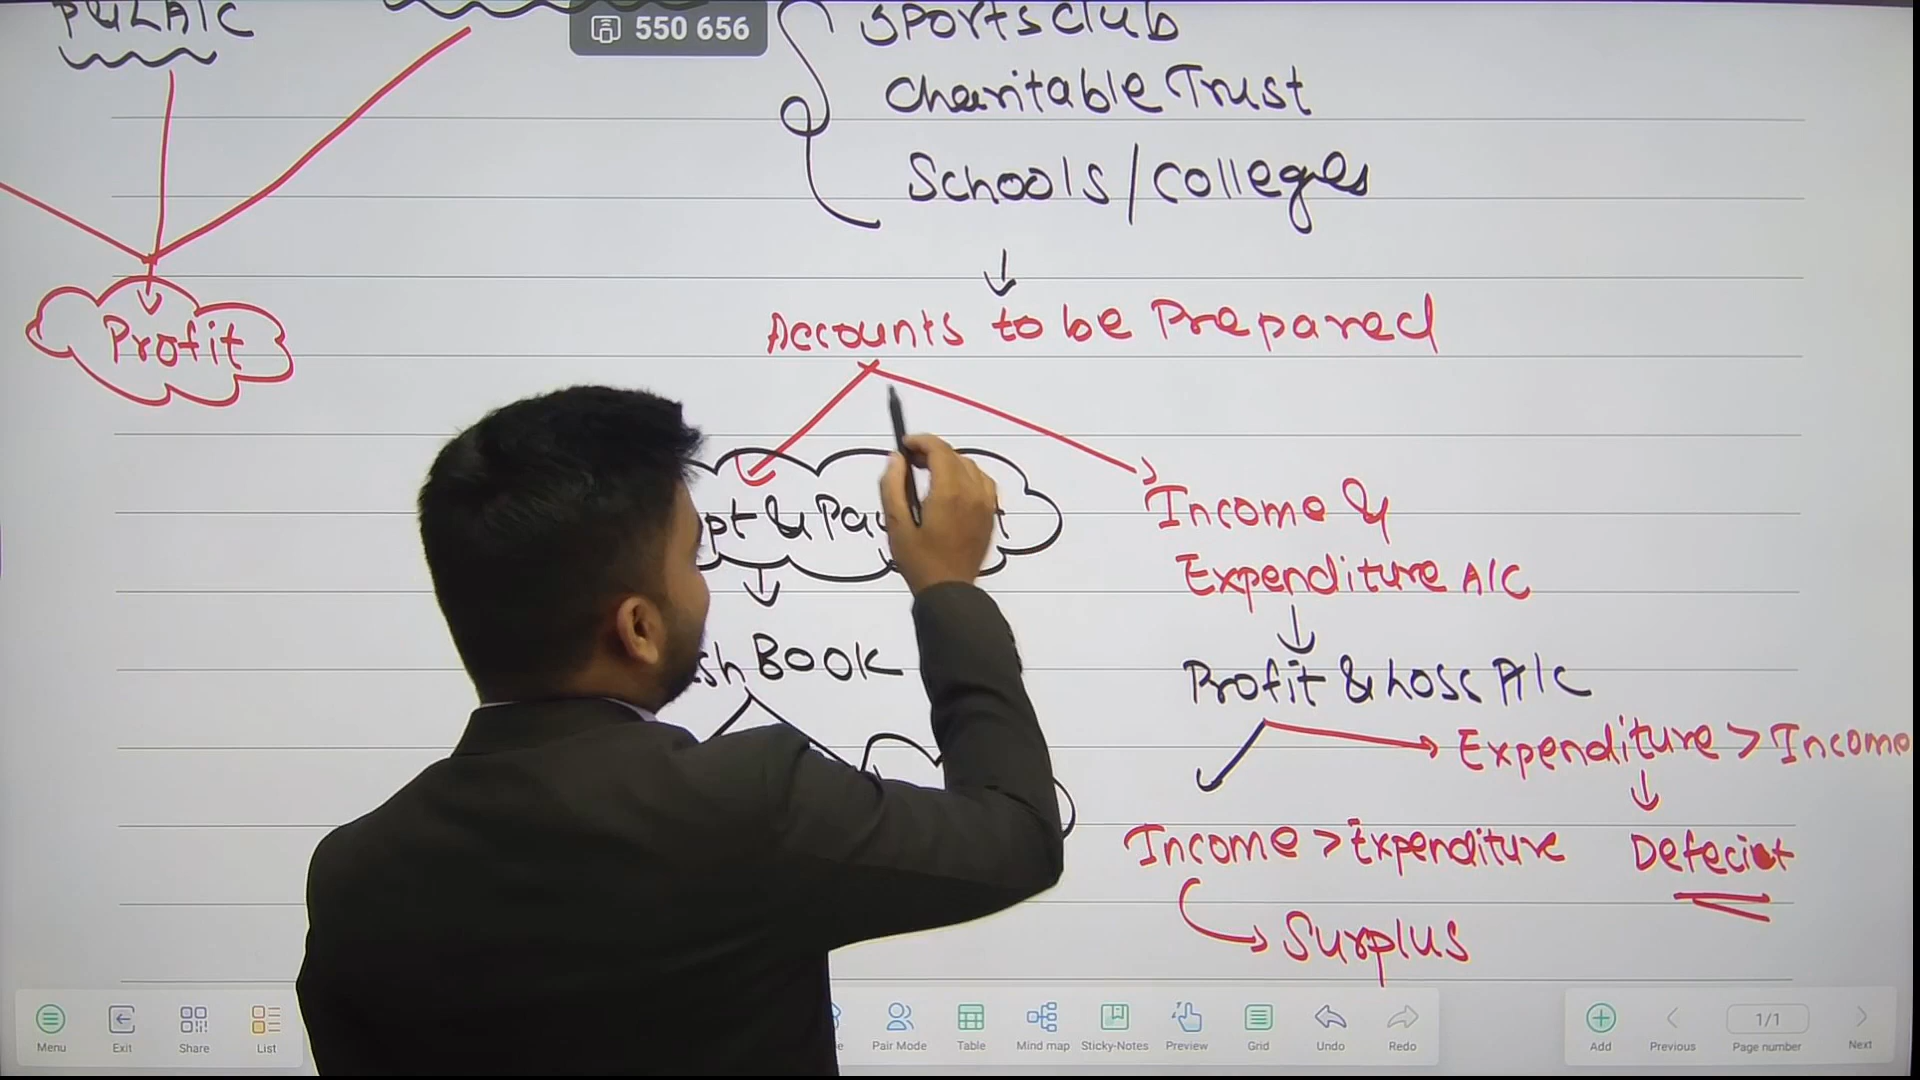 P&L A/C
550 656
Sports club
Charitable Trust
Schools/Colleges
Accounts to be Prepared
Profit
Income &
Expenditure A/C
Book
Profit & Loss A/C
Expenditure > Income
Income > Expenditure
Defecit
Surplus
Menu
Exit
Share
List
Pair Mode
Table
Mind map
Sticky-Notes
Preview
Grid
Undo
Redo
Add
Previous
1/1
Page number
Next